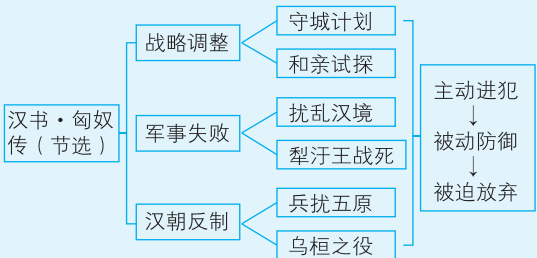 汉书·匈奴
传（节选）
战略调整
守城计划
和亲试探
军事失败
扰乱汉境
犁汙王战死
汉朝反制
兵扰五原
乌桓之役
主动进犯
↓
被动防御
↓
被迫放弃